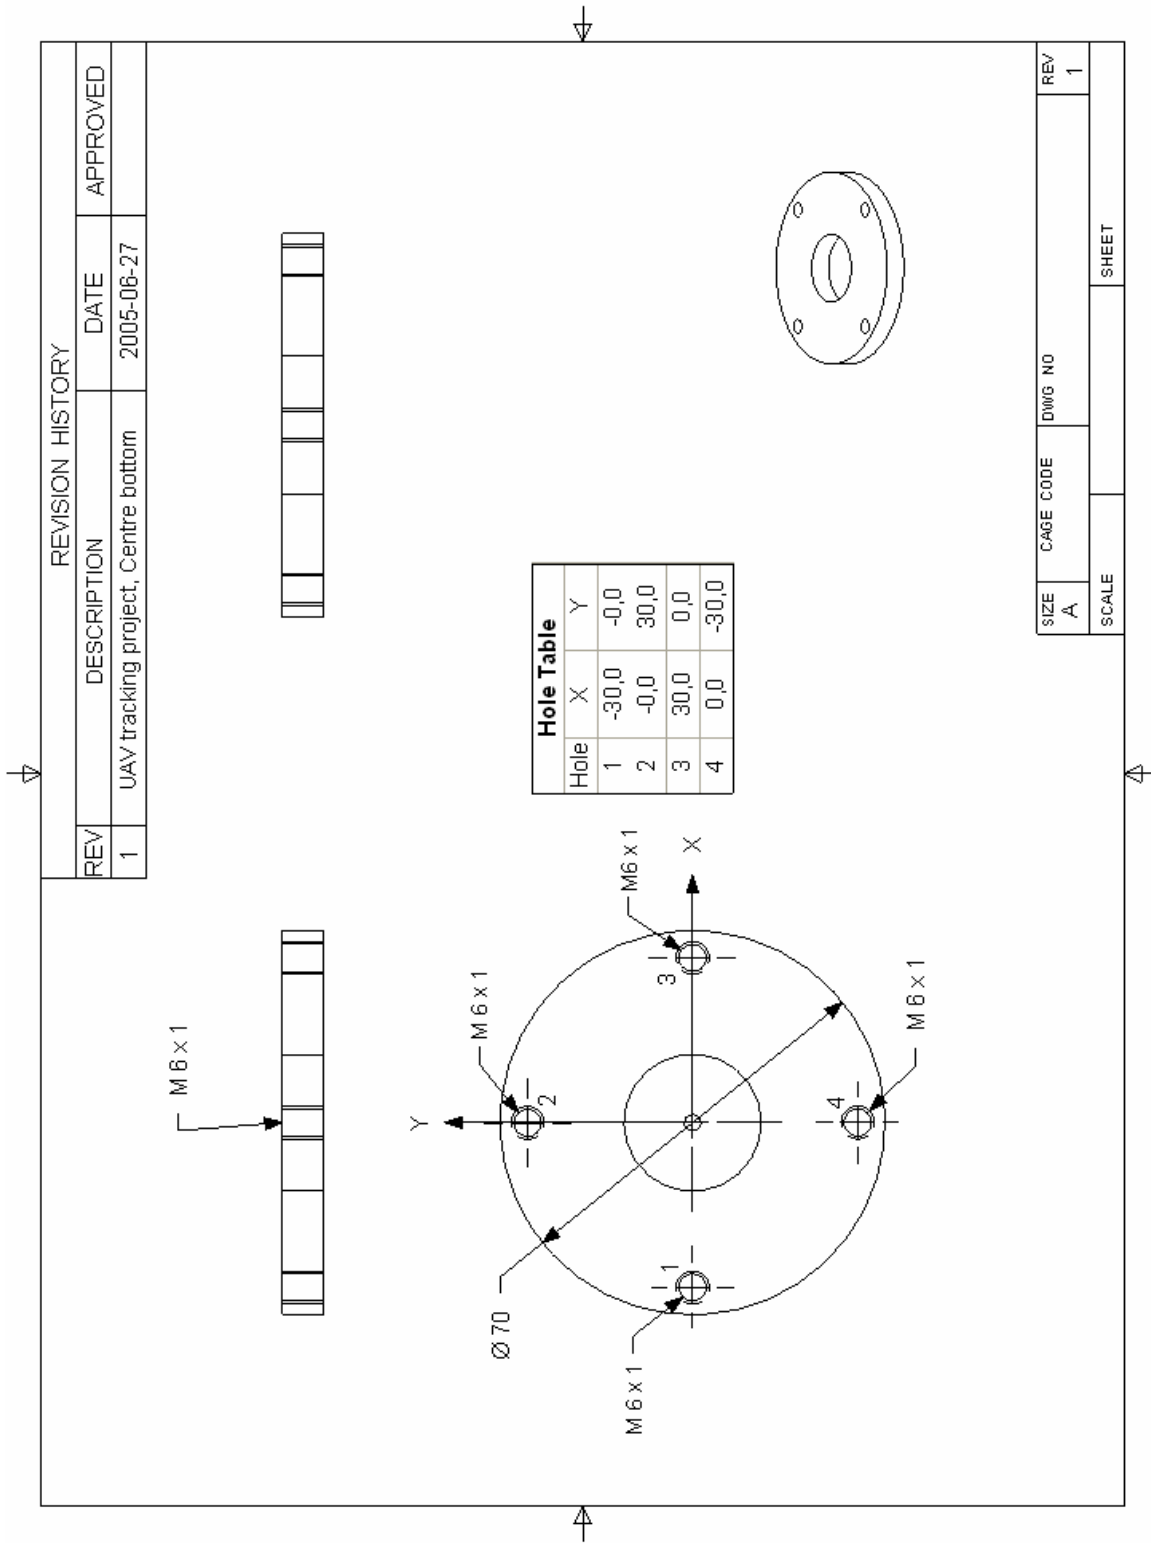 REVISION HISTORY
REV DESCRIPTION DATE APPROVED
1 UAV tracking project, Centre bottom 2005-06-27
M 6 x 1
Y
M 6 x 1
2
Ø 70
M6 x 1
3
X
1
M 6 x 1
4
M 6 x 1
Hole Table
Hole X Y
1 -30,0 -0,0
2 -0,0 30,0
3 30,0 0,0
4 0,0 -30,0
SIZE CAGE CODE DWG NO REV
A 1
SCALE SHEET